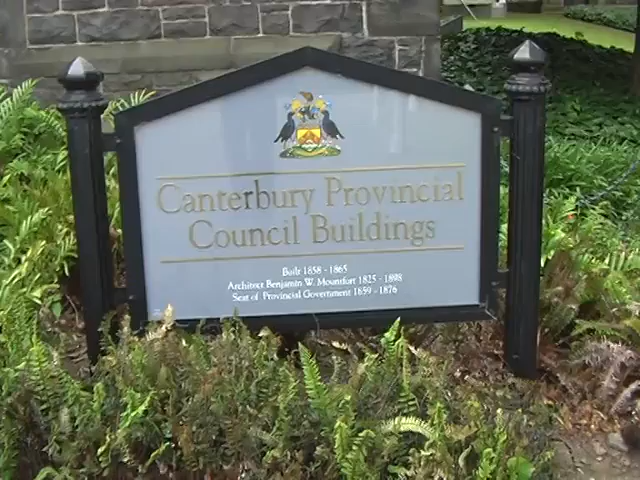 Canterbury Provincial
Council Buildings
Built 1858 - 1865
Architect Benjamin W. Mountfort 1825 - 1898
Seat of Provincial Government 1859 - 1876